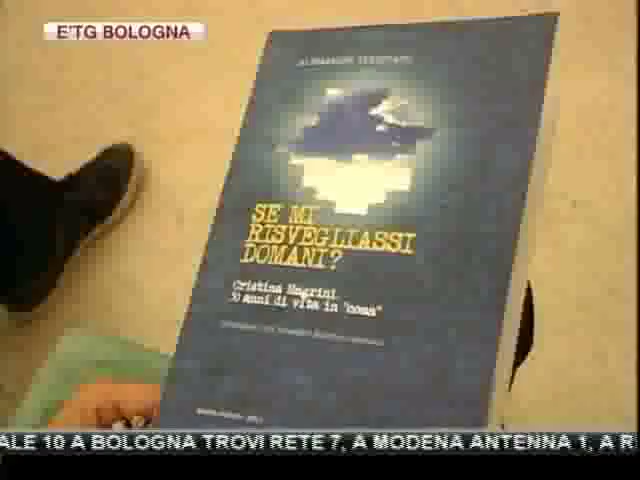 E'TG BOLOGNA
SE MI
RISVEGLIASSI
DOMANI?
Cristina Magrini
30 anni di vita in "coma"
ALE 10 A BOLOGNA TROVI RETE 7, A MODENA ANTENNA 1, A R